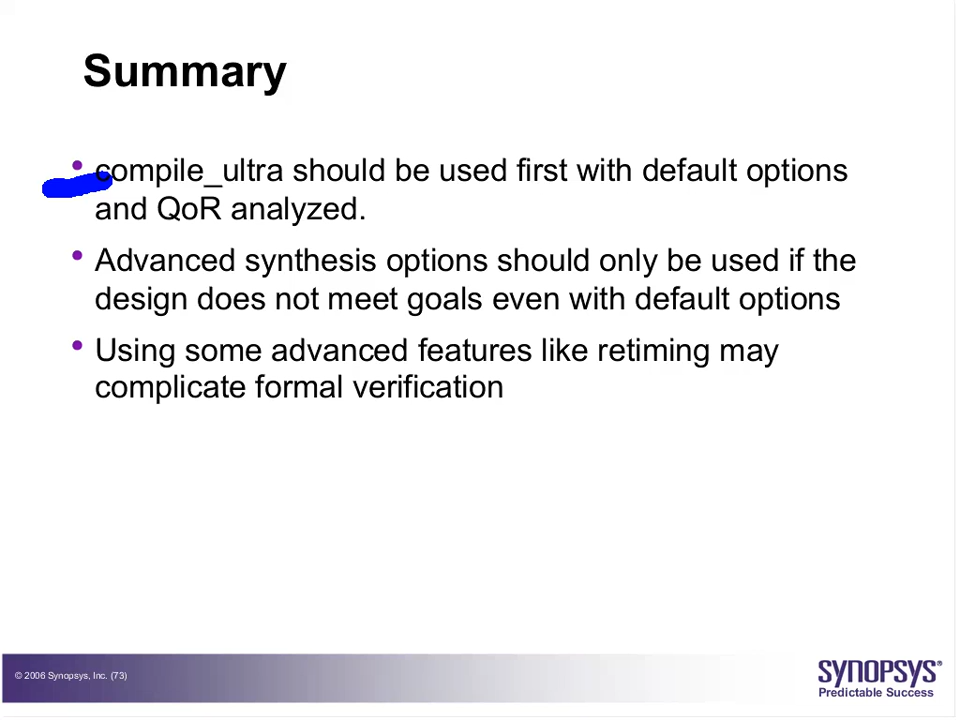 Summary
• compile_ultra should be used first with default options
and QoR analyzed.
• Advanced synthesis options should only be used if the
design does not meet goals even with default options
• Using some advanced features like retiming may
complicate formal verification
© 2006 Synopsys, Inc. (73)
SYNOPSYS®
Predictable Success